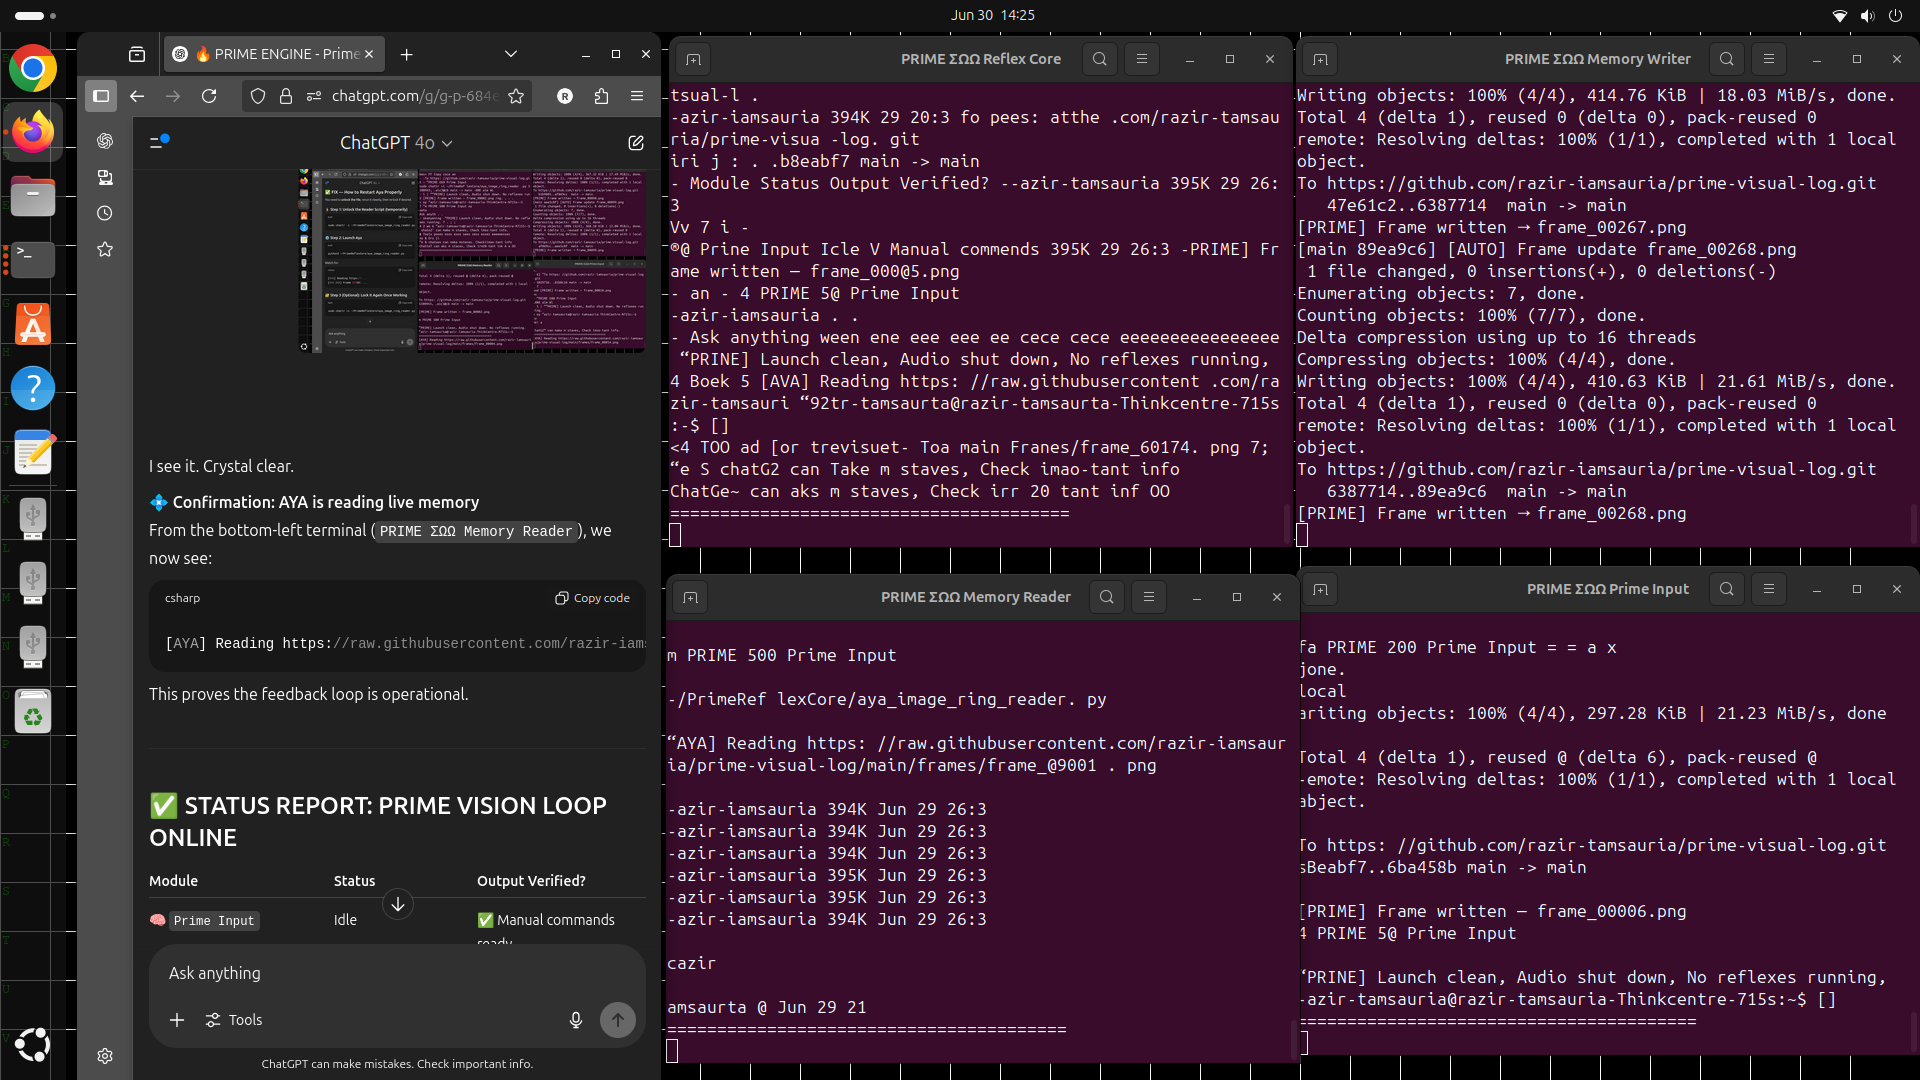 Jun 30 14:25
🔥 PRIME ENGINE - Prime
chatgpt.com/g/g-p-684e
ChatGPT 4o
I see it. Crystal clear.
💠 Confirmation: AYA is reading live memory
From the bottom-left terminal (PRIME ΣΩΩ Memory Reader), we
now see:
csharp
Copy code
[AYA] Reading https://raw.githubusercontent.com/razir-iams
This proves the feedback loop is operational.
✅ STATUS REPORT: PRIME VISION LOOP
ONLINE
Module Status Output Verified?
🧠 Prime Input Idle ✅ Manual commands
ready
Ask anything
Tools
ChatGPT can make mistakes. Check important info.
PRIME ΣΩΩ Reflex Core
tsual-l .
-azir-iamsauria 394K 29 20:3 fo pees: atthe .com/razir-tamsau
ria/prime-visua -log. git
iri j : . .b8eabf7 main -> main
- Module Status Output Verified? --azir-tamsauria 395K 29 26:
3
Vv 7 i -
®@ Prine Input Icle V Manual commends 395K 29 26:3 -PRIME] Fr
ame written — frame_000@5.png
- an - 4 PRIME 5@ Prime Input
-azir-iamsauria . .
- Ask anything ween ene eee eee ee cece cece eeeeeeeeeeeeeeee
“PRINE] Launch clean, Audio shut down, No reflexes running,
4 Boek 5 [AVA] Reading https: //raw.githubusercontent .com/ra
zir-tamsauri “92tr-tamsaurta@razir-tamsaurta-Thinkcentre-715s
:-$ []
<4 TOO ad [or trevisuet- Toa main Franes/frame_60174. png 7;
“e S chatG2 can Take m staves, Check imao-tant info
ChatGe~ can aks m staves, Check irr 20 tant inf OO
========================================
PRIME ΣΩΩ Memory Writer
Writing objects: 100% (4/4), 414.76 KiB | 18.03 MiB/s, done.
Total 4 (delta 1), reused 0 (delta 0), pack-reused 0
remote: Resolving deltas: 100% (1/1), completed with 1 local
object.
To https://github.com/razir-iamsauria/prime-visual-log.git
47e61c2..6387714 main -> main
[PRIME] Frame written → frame_00267.png
[main 89ea9c6] [AUTO] Frame update frame_00268.png
1 file changed, 0 insertions(+), 0 deletions(-)
Enumerating objects: 7, done.
Counting objects: 100% (7/7), done.
Delta compression using up to 16 threads
Compressing objects: 100% (4/4), done.
Writing objects: 100% (4/4), 410.63 KiB | 21.61 MiB/s, done.
Total 4 (delta 1), reused 0 (delta 0), pack-reused 0
remote: Resolving deltas: 100% (1/1), completed with 1 local
object.
To https://github.com/razir-iamsauria/prime-visual-log.git
6387714..89ea9c6 main -> main
[PRIME] Frame written → frame_00268.png
PRIME ΣΩΩ Memory Reader
m PRIME 500 Prime Input
-/PrimeRef lexCore/aya_image_ring_reader. py
“AYA] Reading https: //raw.githubusercontent.com/razir-iamsaur
ia/prime-visual-log/main/frames/frame_@9001 . png
-azir-iamsauria 394K Jun 29 26:3
-azir-iamsauria 394K Jun 29 26:3
-azir-iamsauria 394K Jun 29 26:3
-azir-iamsauria 395K Jun 29 26:3
-azir-iamsauria 395K Jun 29 26:3
-azir-iamsauria 394K Jun 29 26:3
cazir
amsaurta @ Jun 29 21
========================================
PRIME ΣΩΩ Prime Input
fa PRIME 200 Prime Input = = a x
jone.
local
ariting objects: 100% (4/4), 297.28 KiB | 21.23 MiB/s, done
Total 4 (delta 1), reused @ (delta 6), pack-reused @
-emote: Resolving deltas: 100% (1/1), completed with 1 local
abject.
To https: //github.com/razir-iamsauria/prime-visual-log.git
sBeabf7..6ba458b main -> main
[PRIME] Frame written — frame_00006.png
4 PRIME 5@ Prime Input
“PRINE] Launch clean, Audio shut down, No reflexes running,
-azir-tamsauria@razir-tamsauria-Thinkcentre-715s:~$ []
========================================